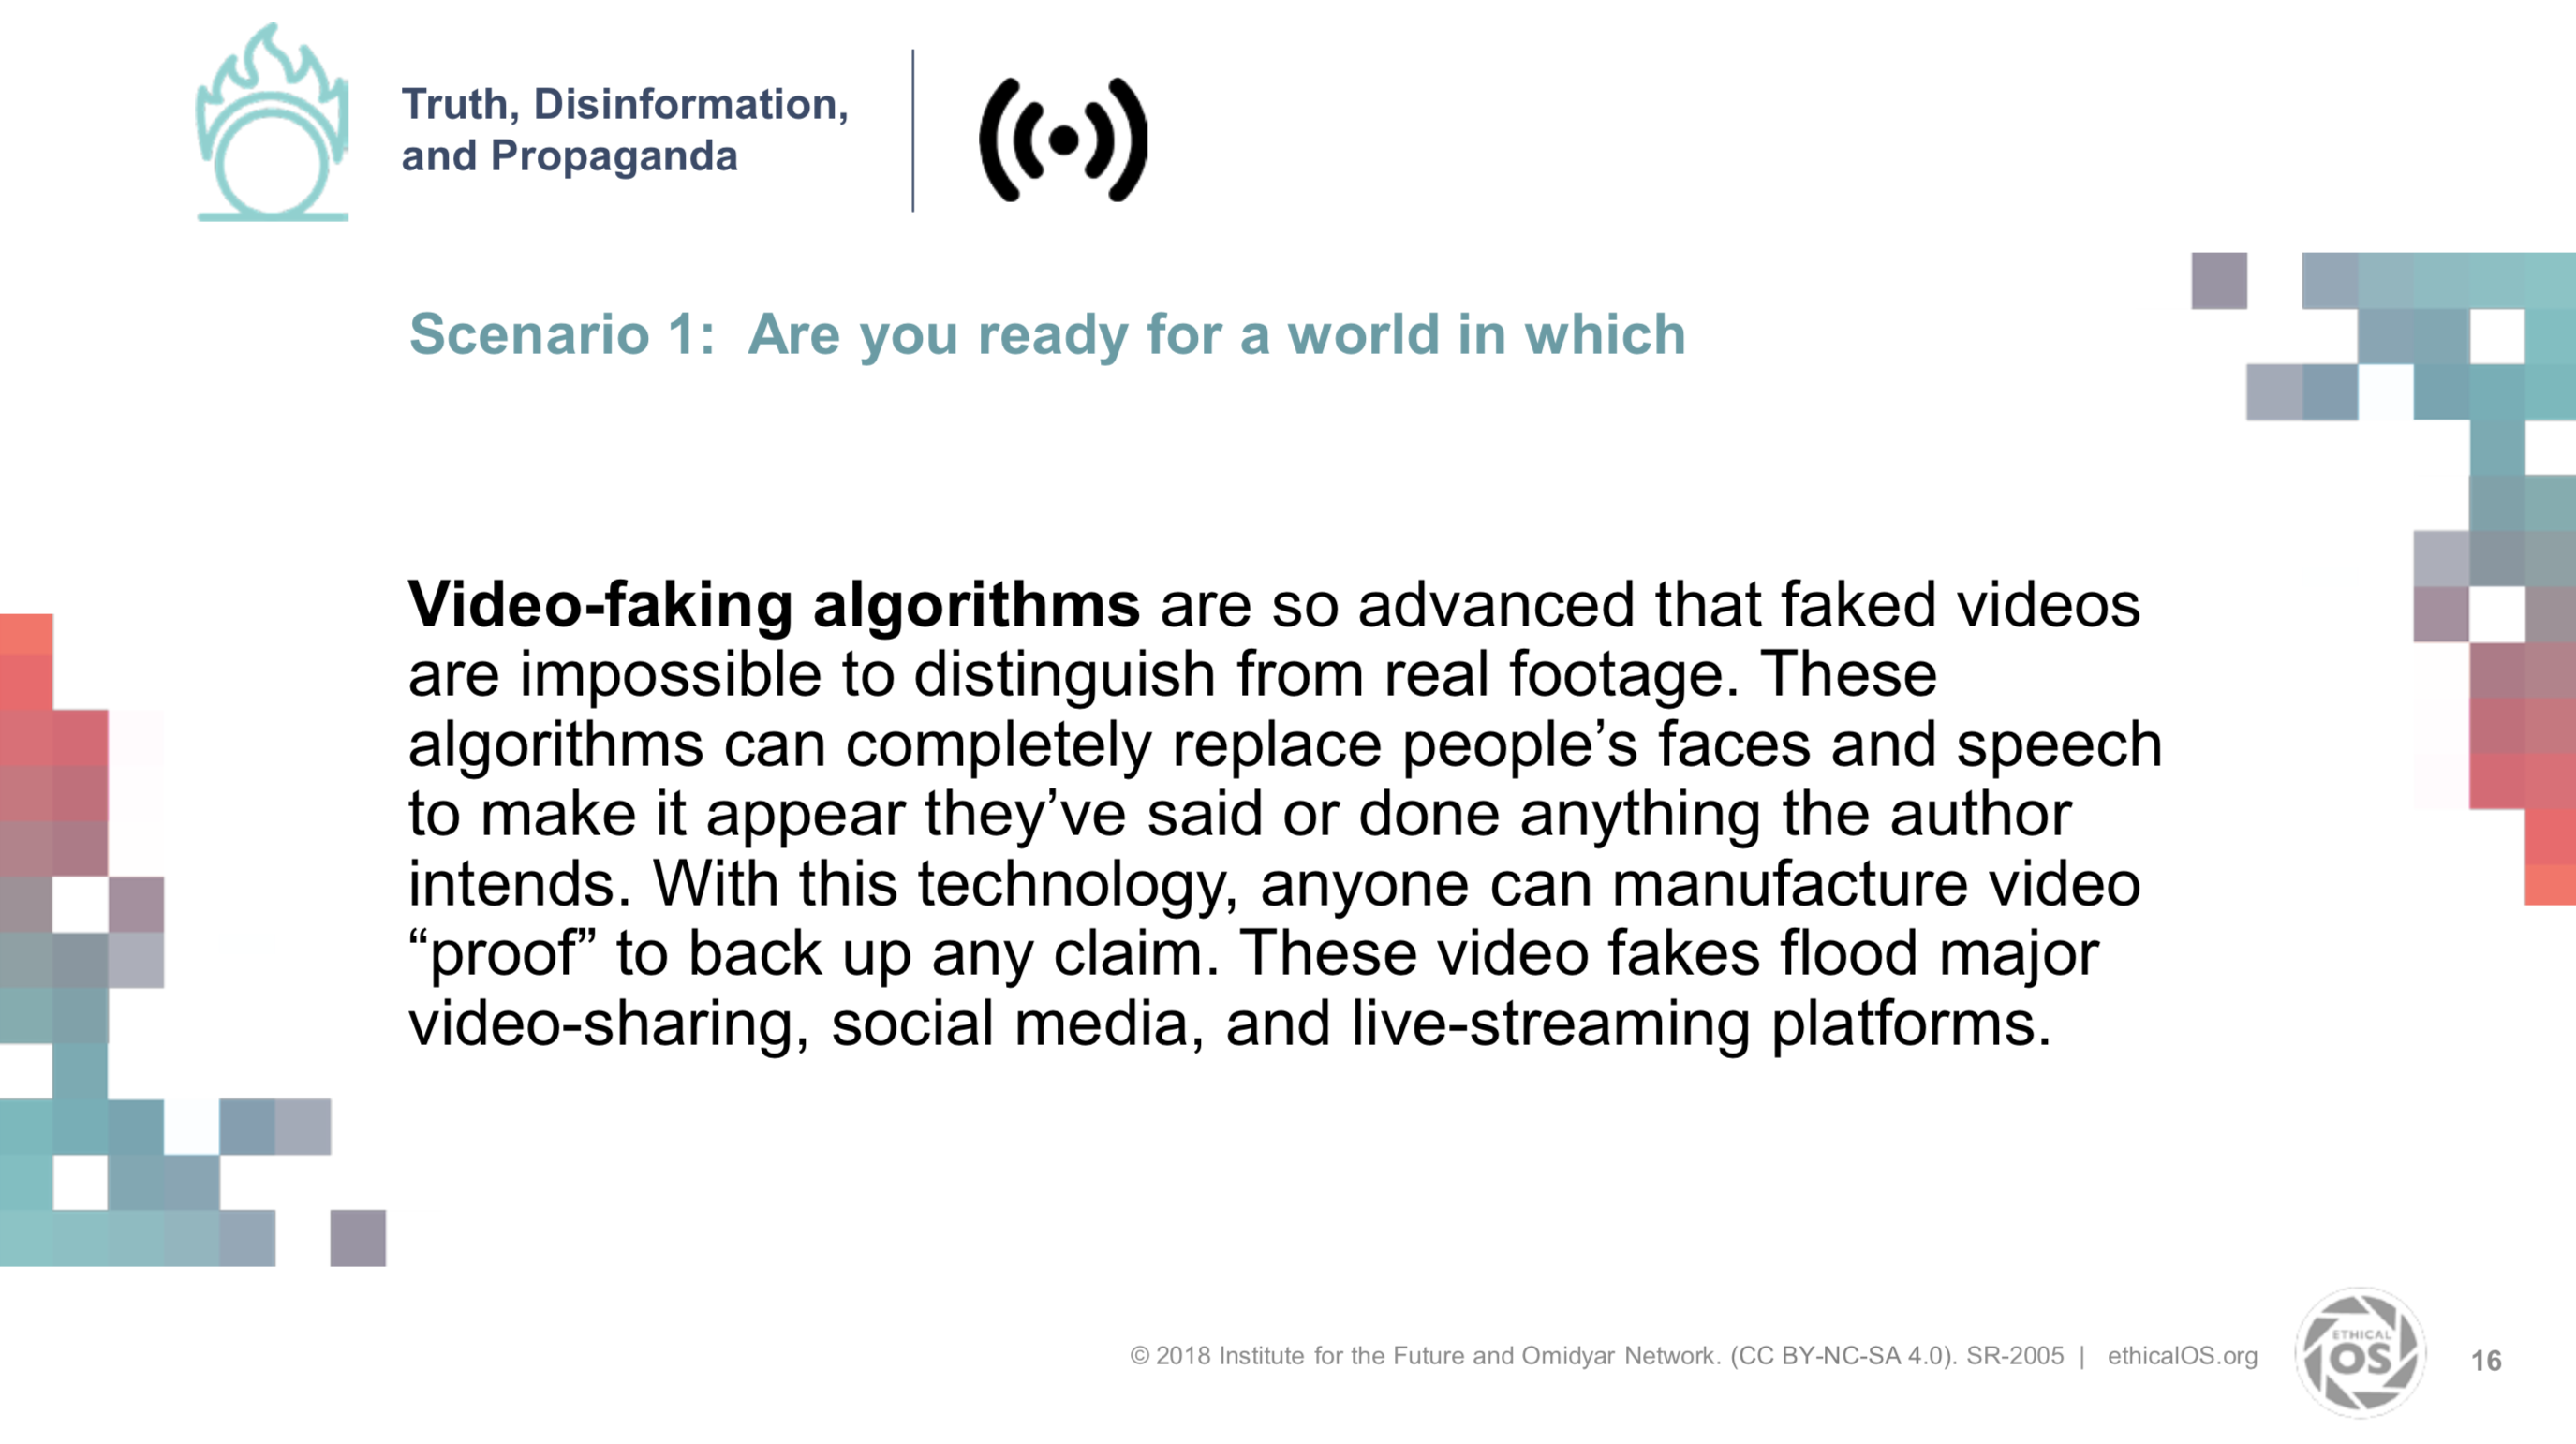 Truth, Disinformation,
and Propaganda
Scenario 1:  Are you ready for a world in which
Video-faking algorithms are so advanced that faked videos
are impossible to distinguish from real footage. These
algorithms can completely replace people’s faces and speech
to make it appear they’ve said or done anything the author
intends. With this technology, anyone can manufacture video
“proof” to back up any claim. These video fakes flood major
video-sharing, social media, and live-streaming platforms.
© 2018 Institute for the Future and Omidyar Network. (CC BY-NC-SA 4.0). SR-2005 |   ethicalOS.org
ETHICAL
OS
16